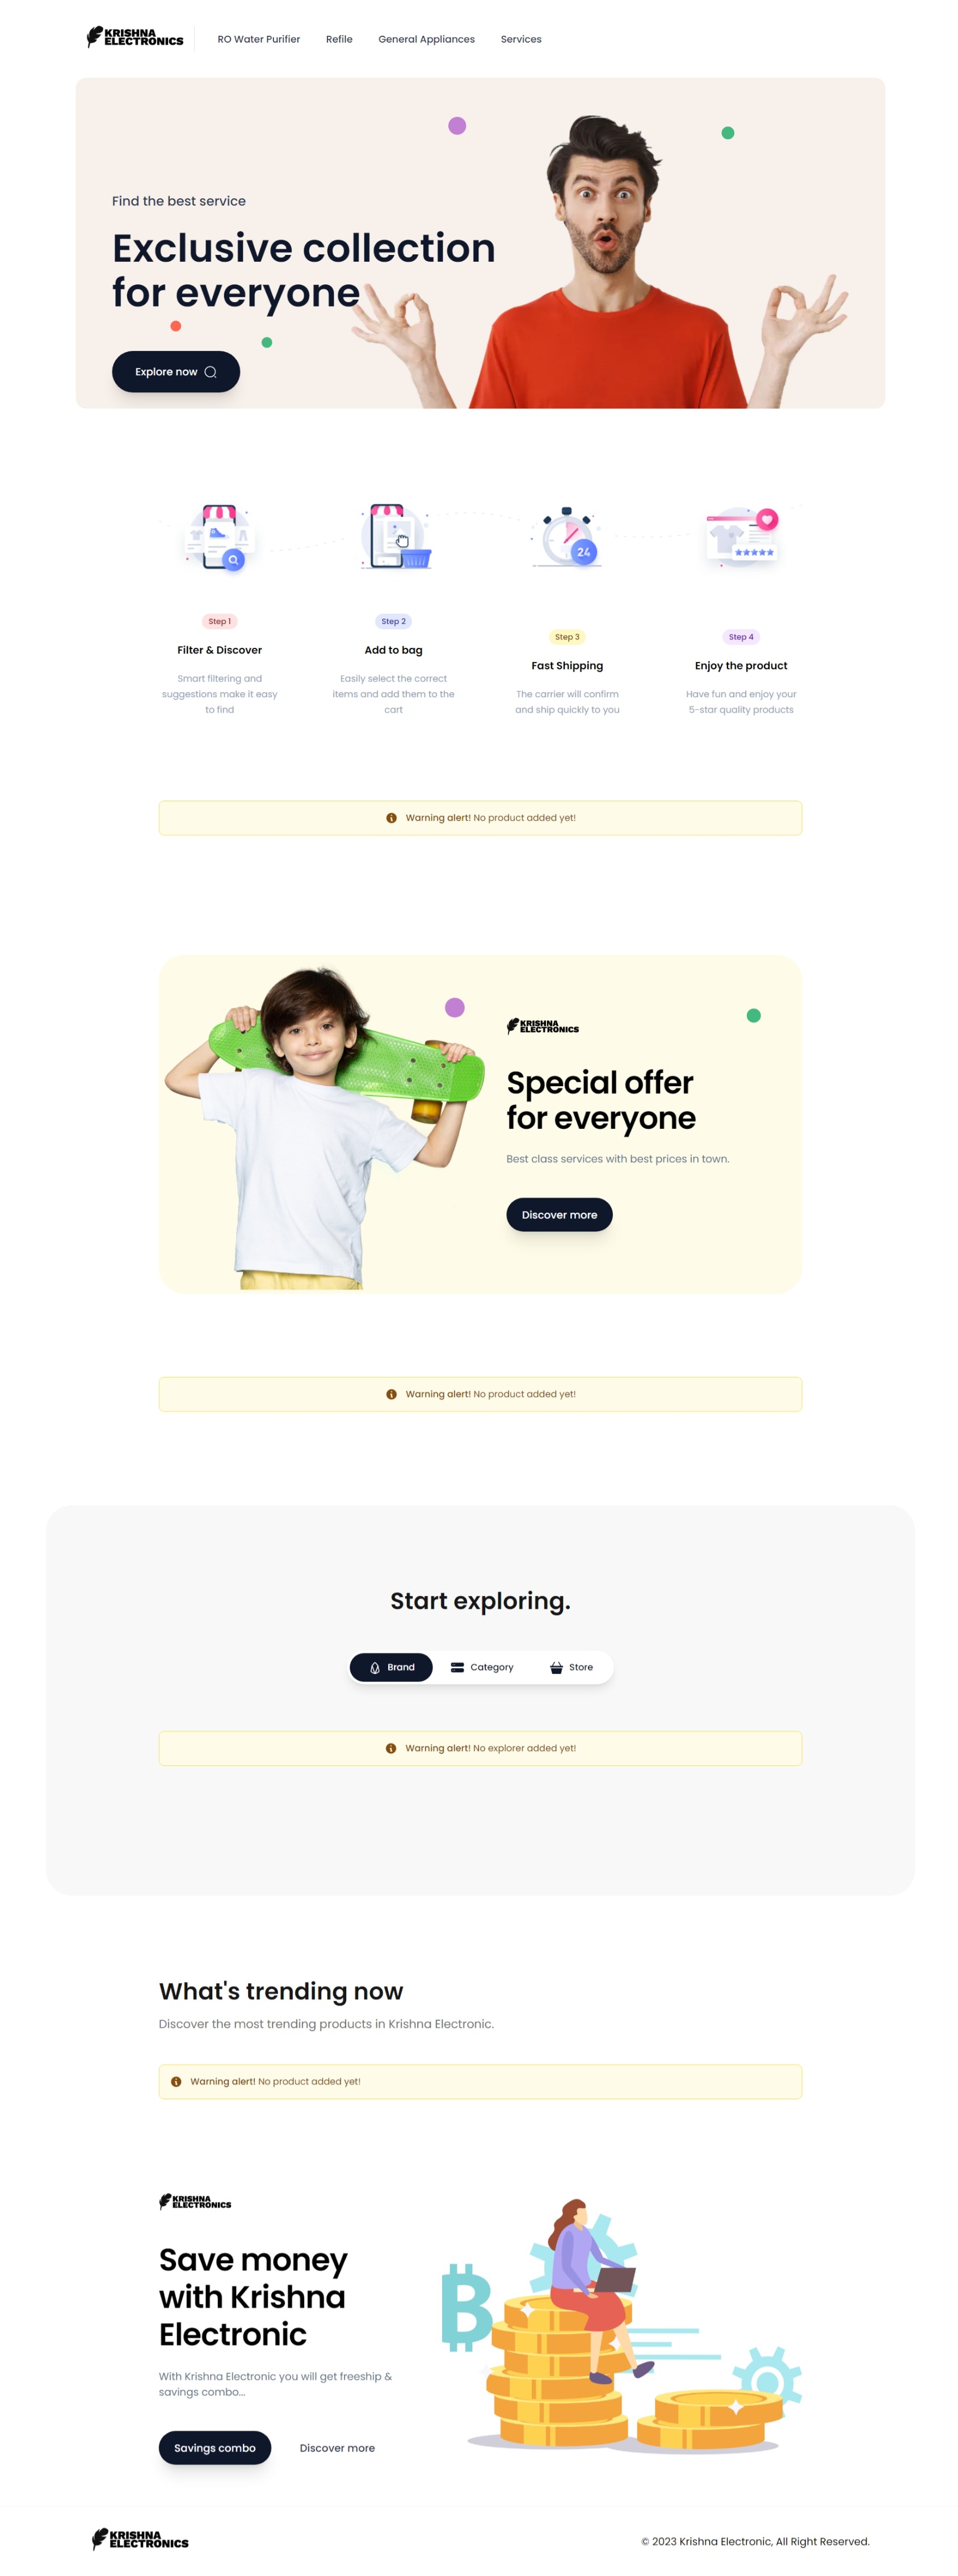 KRISHNA
ELECTRONICS
RO Water Purifier Refile General Appliances Services
Find the best service
Exclusive collection
for everyone
Explore now
24
Step 1
Filter & Discover
Smart filtering and
suggestions make it easy
to find
Step 2
Add to bag
Easily select the correct
items and add them to the
cart
Step 3
Fast Shipping
The carrier will confirm
and ship quickly to you
Step 4
Enjoy the product
Have fun and enjoy your
5-star quality products
Warning alert! No product added yet!
KRISHNA
ELECTRONICS
Special offer
for everyone
Best class services with best prices in town.
Discover more
Warning alert! No product added yet!
Start exploring.
Brand Category Store
Warning alert! No explorer added yet!
What's trending now
Discover the most trending products in Krishna Electronic.
Warning alert! No product added yet!
KRISHNA
ELECTRONICS
Save money
with Krishna
Electronic
With Krishna Electronic you will get freeship &
savings combo...
Savings combo Discover more
KRISHNA
ELECTRONICS
© 2023 Krishna Electronic, All Right Reserved.